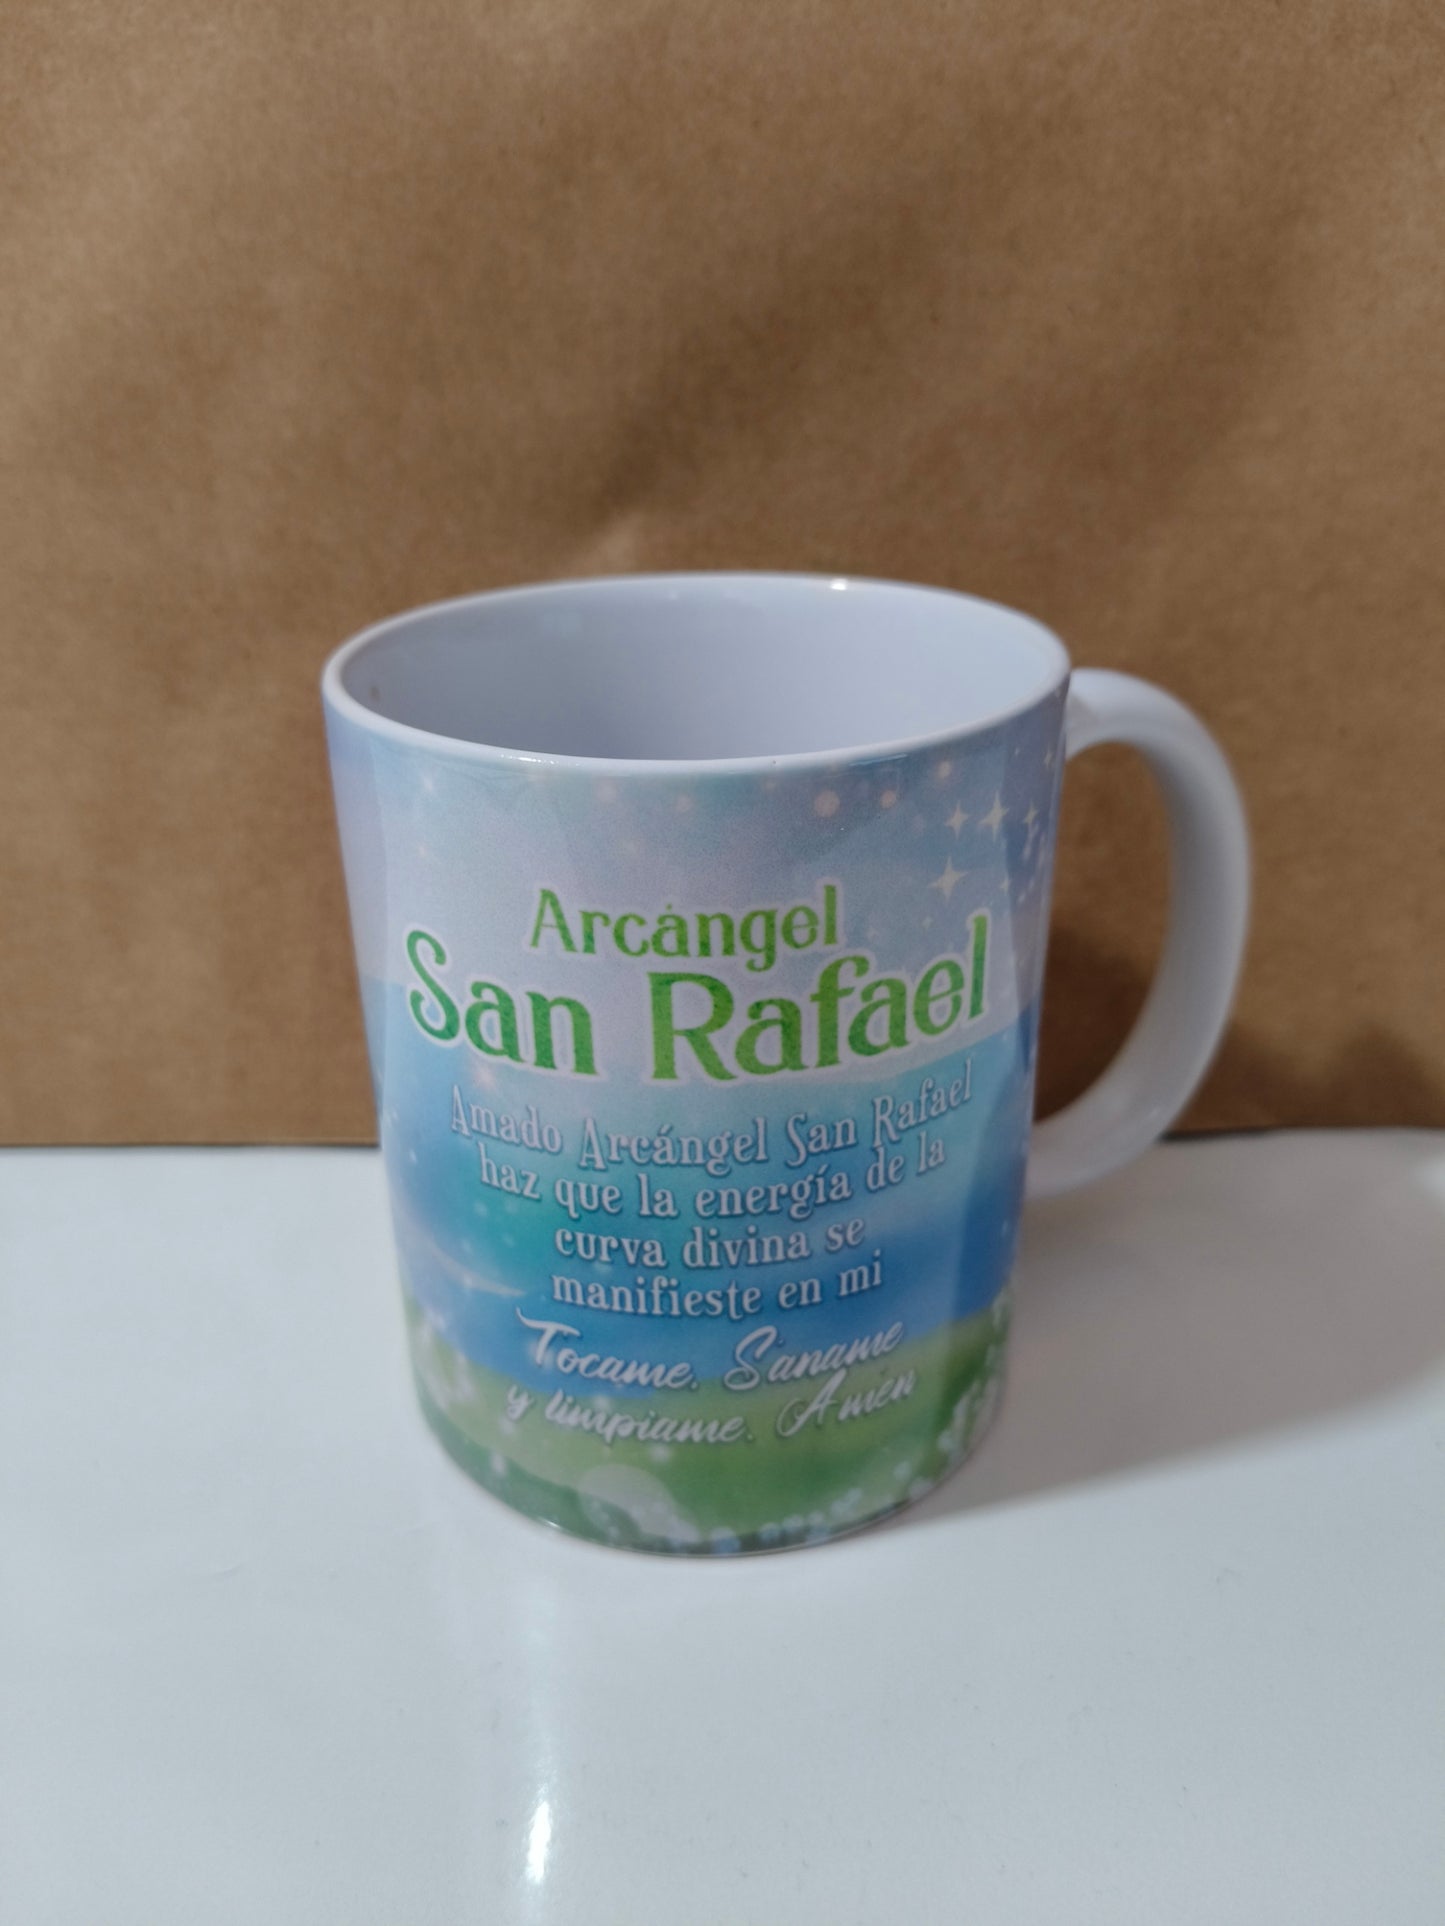 Arcángel
San Rafael
Amado Arcángel San Rafael
haz que la energía de la
curva divina se
manifieste en mi
Tocame, Saname
y limpiame. Amén